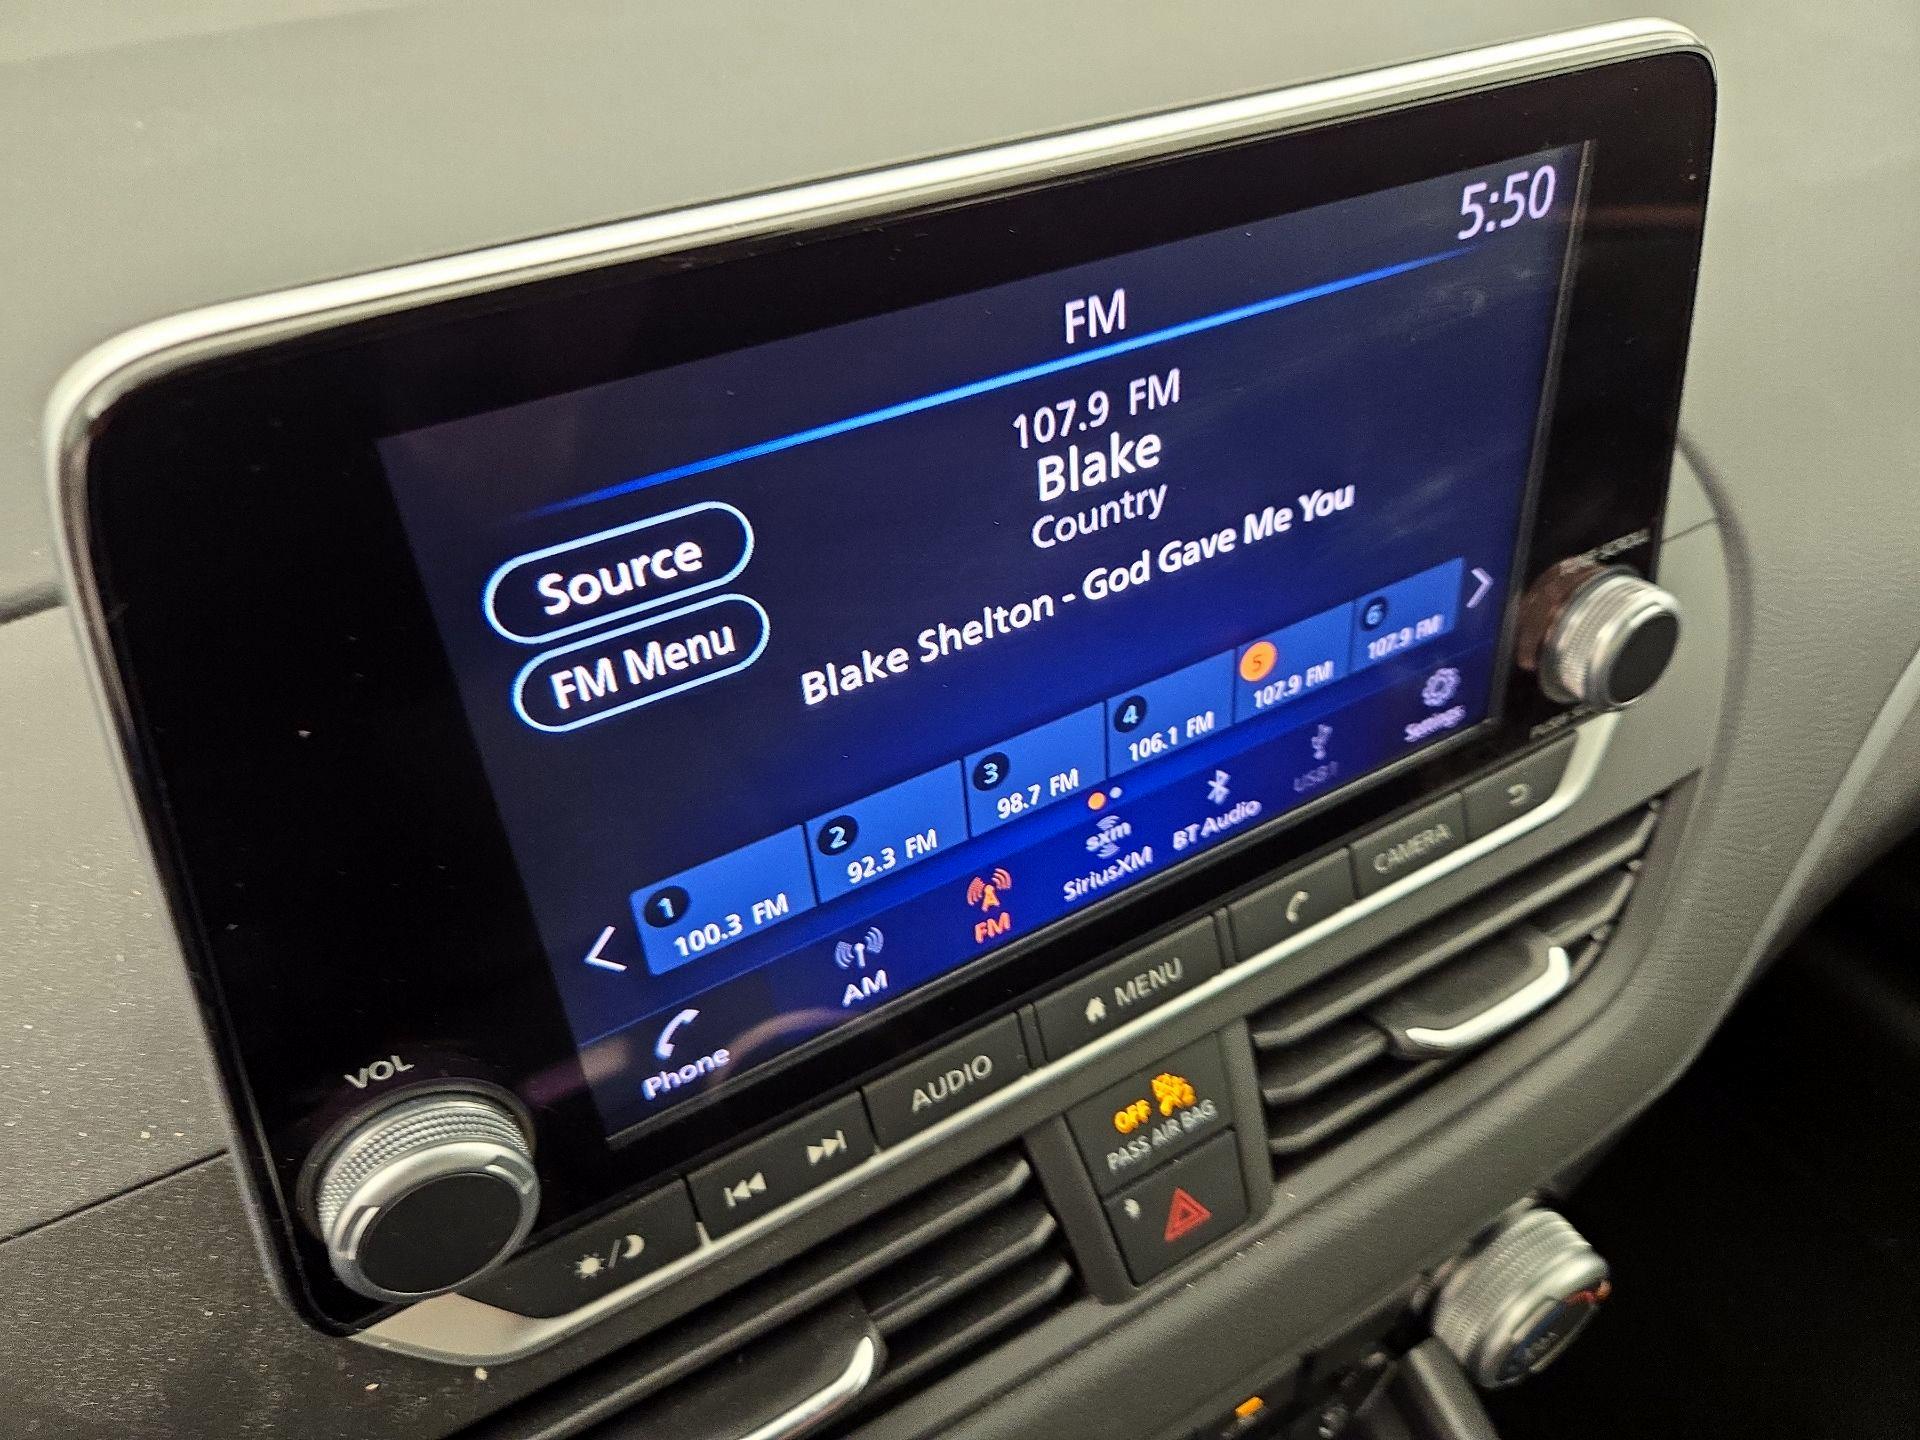 5:50
FM
107.9 FM
Blake
Country
Blake Shelton - God Gave Me You
Source
FM Menu
1
100.3 FM
2
92.3 FM
3
98.7 FM
4
106.1 FM
5
107.9 FM
6
107.9 FM
Phone
AM
FM
sxm
SiriusXM
BT Audio
USB1
Settings
VOL
AUDIO
MENU
CAMERA
OFF
PASS AIR BAG